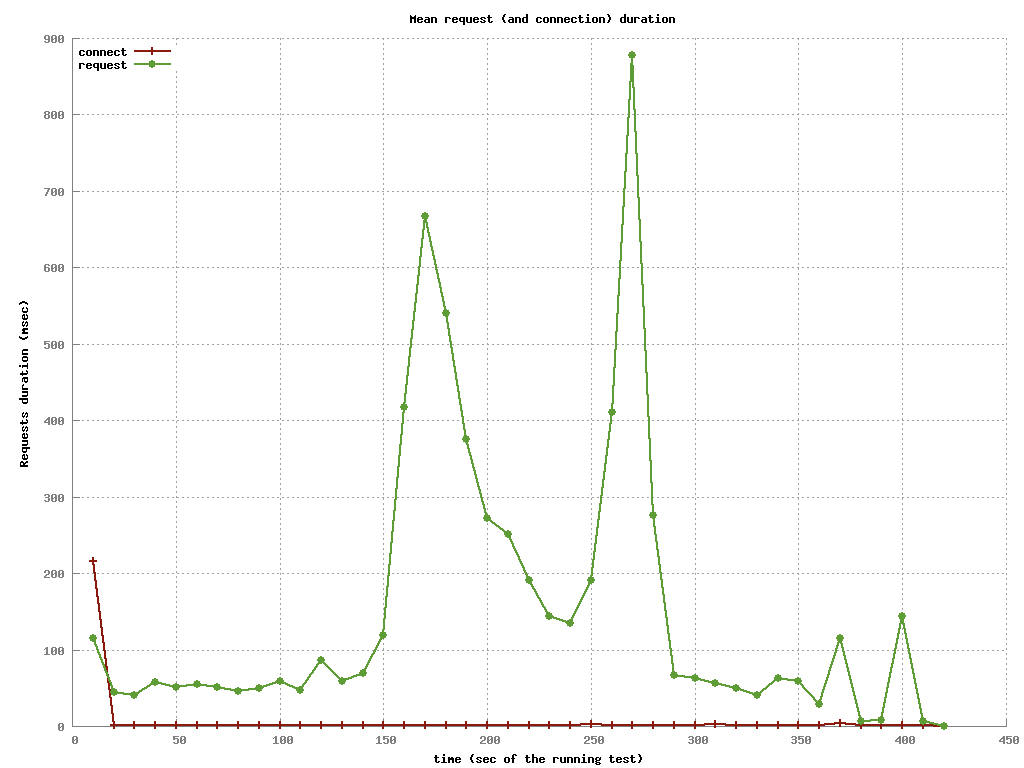 Mean request (and connection) duration
connect
request
900
800
700
600
500
400
300
200
100
0
Requests duration (msec)
0 50 100 150 200 250 300 350 400 450
time (sec of the running test)